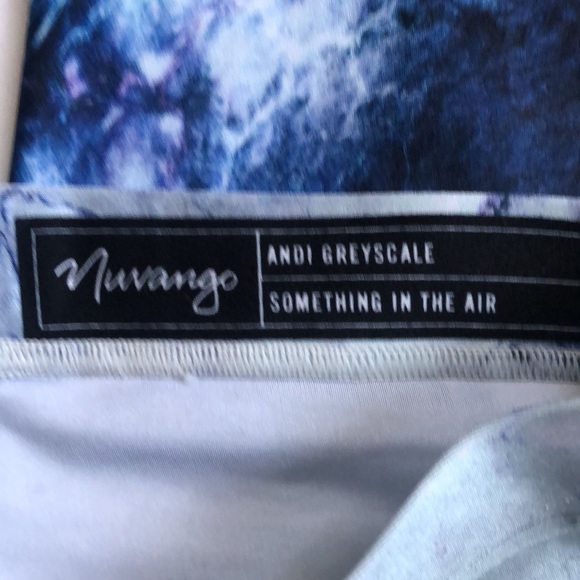 Nuvango
ANDI GREYSCALE
SOMETHING IN THE AIR